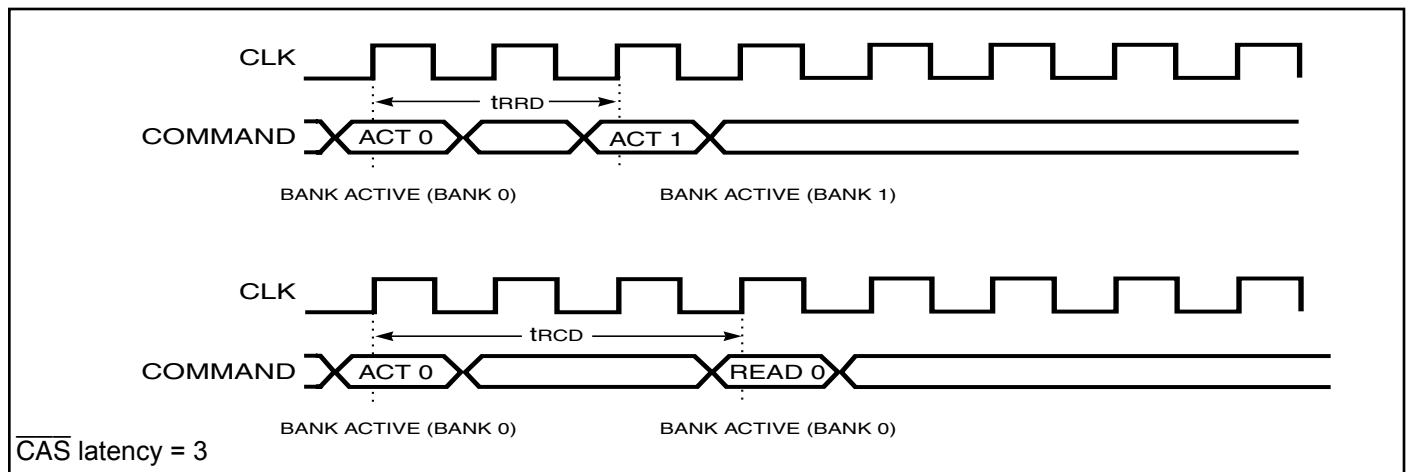 CLK
tRRD
COMMAND ACT 0 ACT 1
BANK ACTIVE (BANK 0) BANK ACTIVE (BANK 1)
CLK
tRCD
COMMAND ACT 0 READ 0
BANK ACTIVE (BANK 0) BANK ACTIVE (BANK 0)
C̅A̅S̅ latency = 3